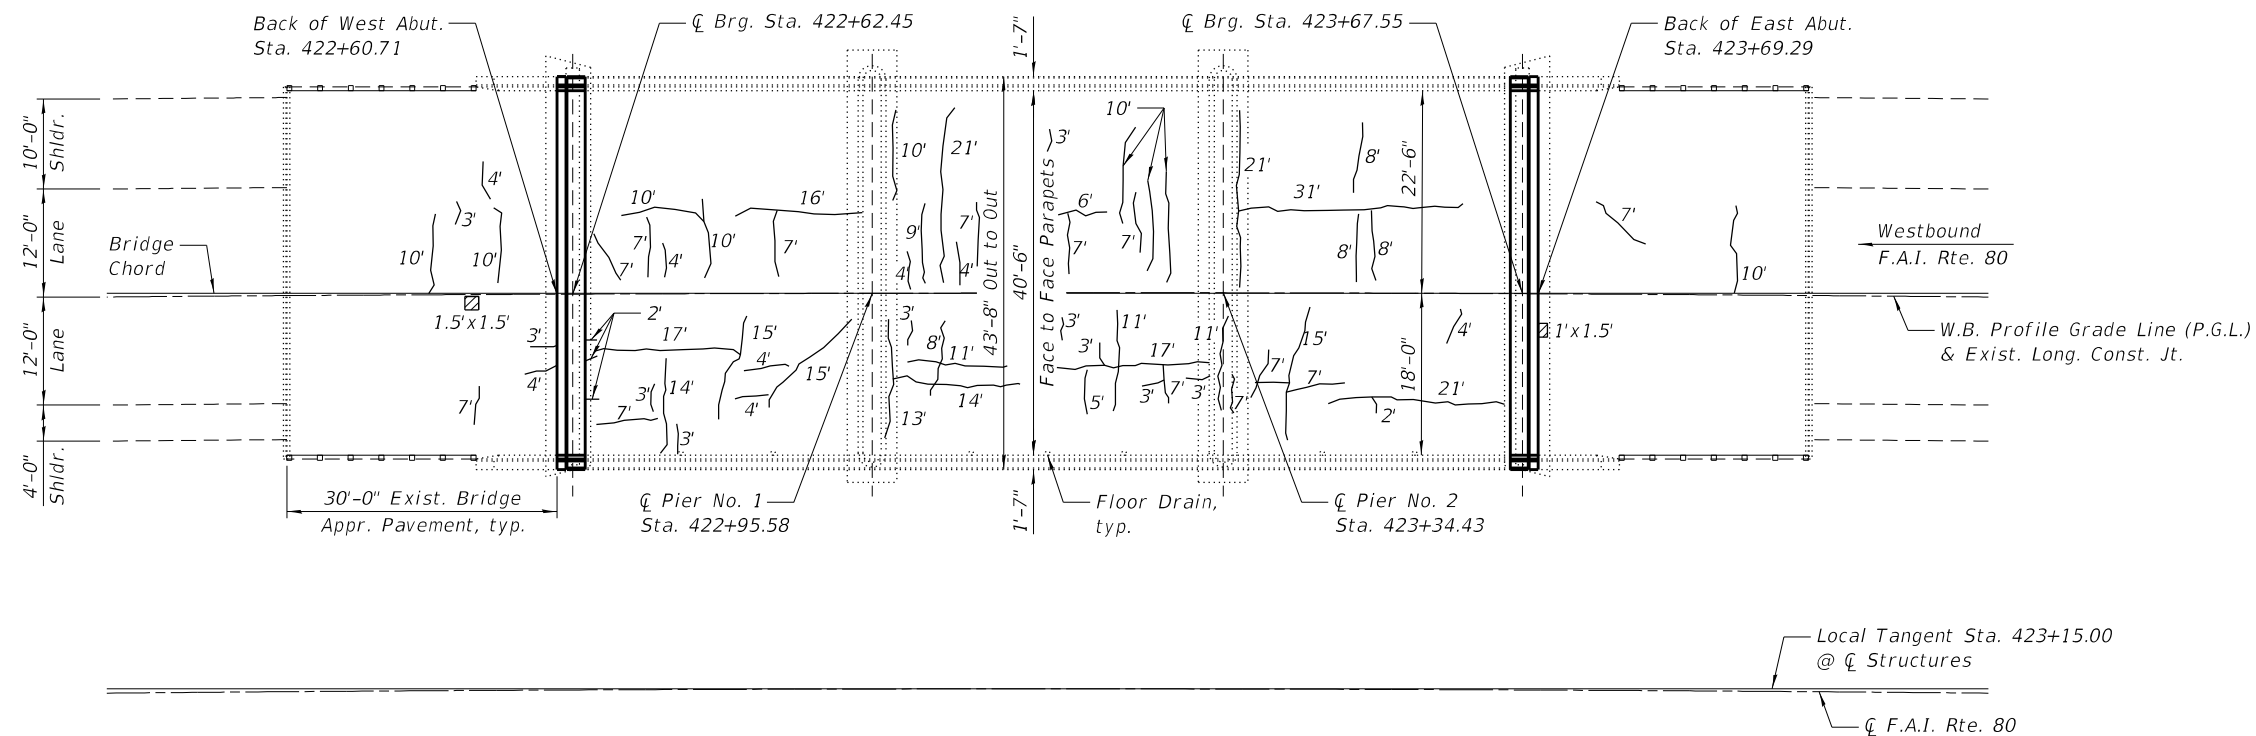 Back of West Abut.
Sta. 422+60.71
℄ Brg. Sta. 422+62.45
1'-7"
℄ Brg. Sta. 423+67.55
Back of East Abut.
Sta. 423+69.29
10'-0"
Shldr.
12'-0"
Lane
12'-0"
Lane
4'-0"
Shldr.
Bridge
Chord
4'
3'
10'
10'
1.5'x1.5'
3'
4'
7'
10'
16'
7'
7'
4'
10'
7'
2'
17'
15'
4'
15'
14'
3'
7'
3'
4'
10'
21'
9'
7'
4'
4'
3'
8'
11'
14'
13'
43'-8" Out to Out
40'-6"
Face to Face Parapets
3'
10'
6'
7'
7'
21'
31'
8'
8'
8'
22'-6"
18'-0"
3'
11'
3'
17'
5'
3'
7'
3'
11'
7'
15'
7'
7'
4'
21'
2'
7'
10'
1'x1.5'
Westbound
F.A.I. Rte. 80
W.B. Profile Grade Line (P.G.L.)
& Exist. Long. Const. Jt.
30'-0" Exist. Bridge
Appr. Pavement, typ.
℄ Pier No. 1
Sta. 422+95.58
1'-7"
Floor Drain,
typ.
℄ Pier No. 2
Sta. 423+34.43
Local Tangent Sta. 423+15.00
@ ℄ Structures
℄ F.A.I. Rte. 80